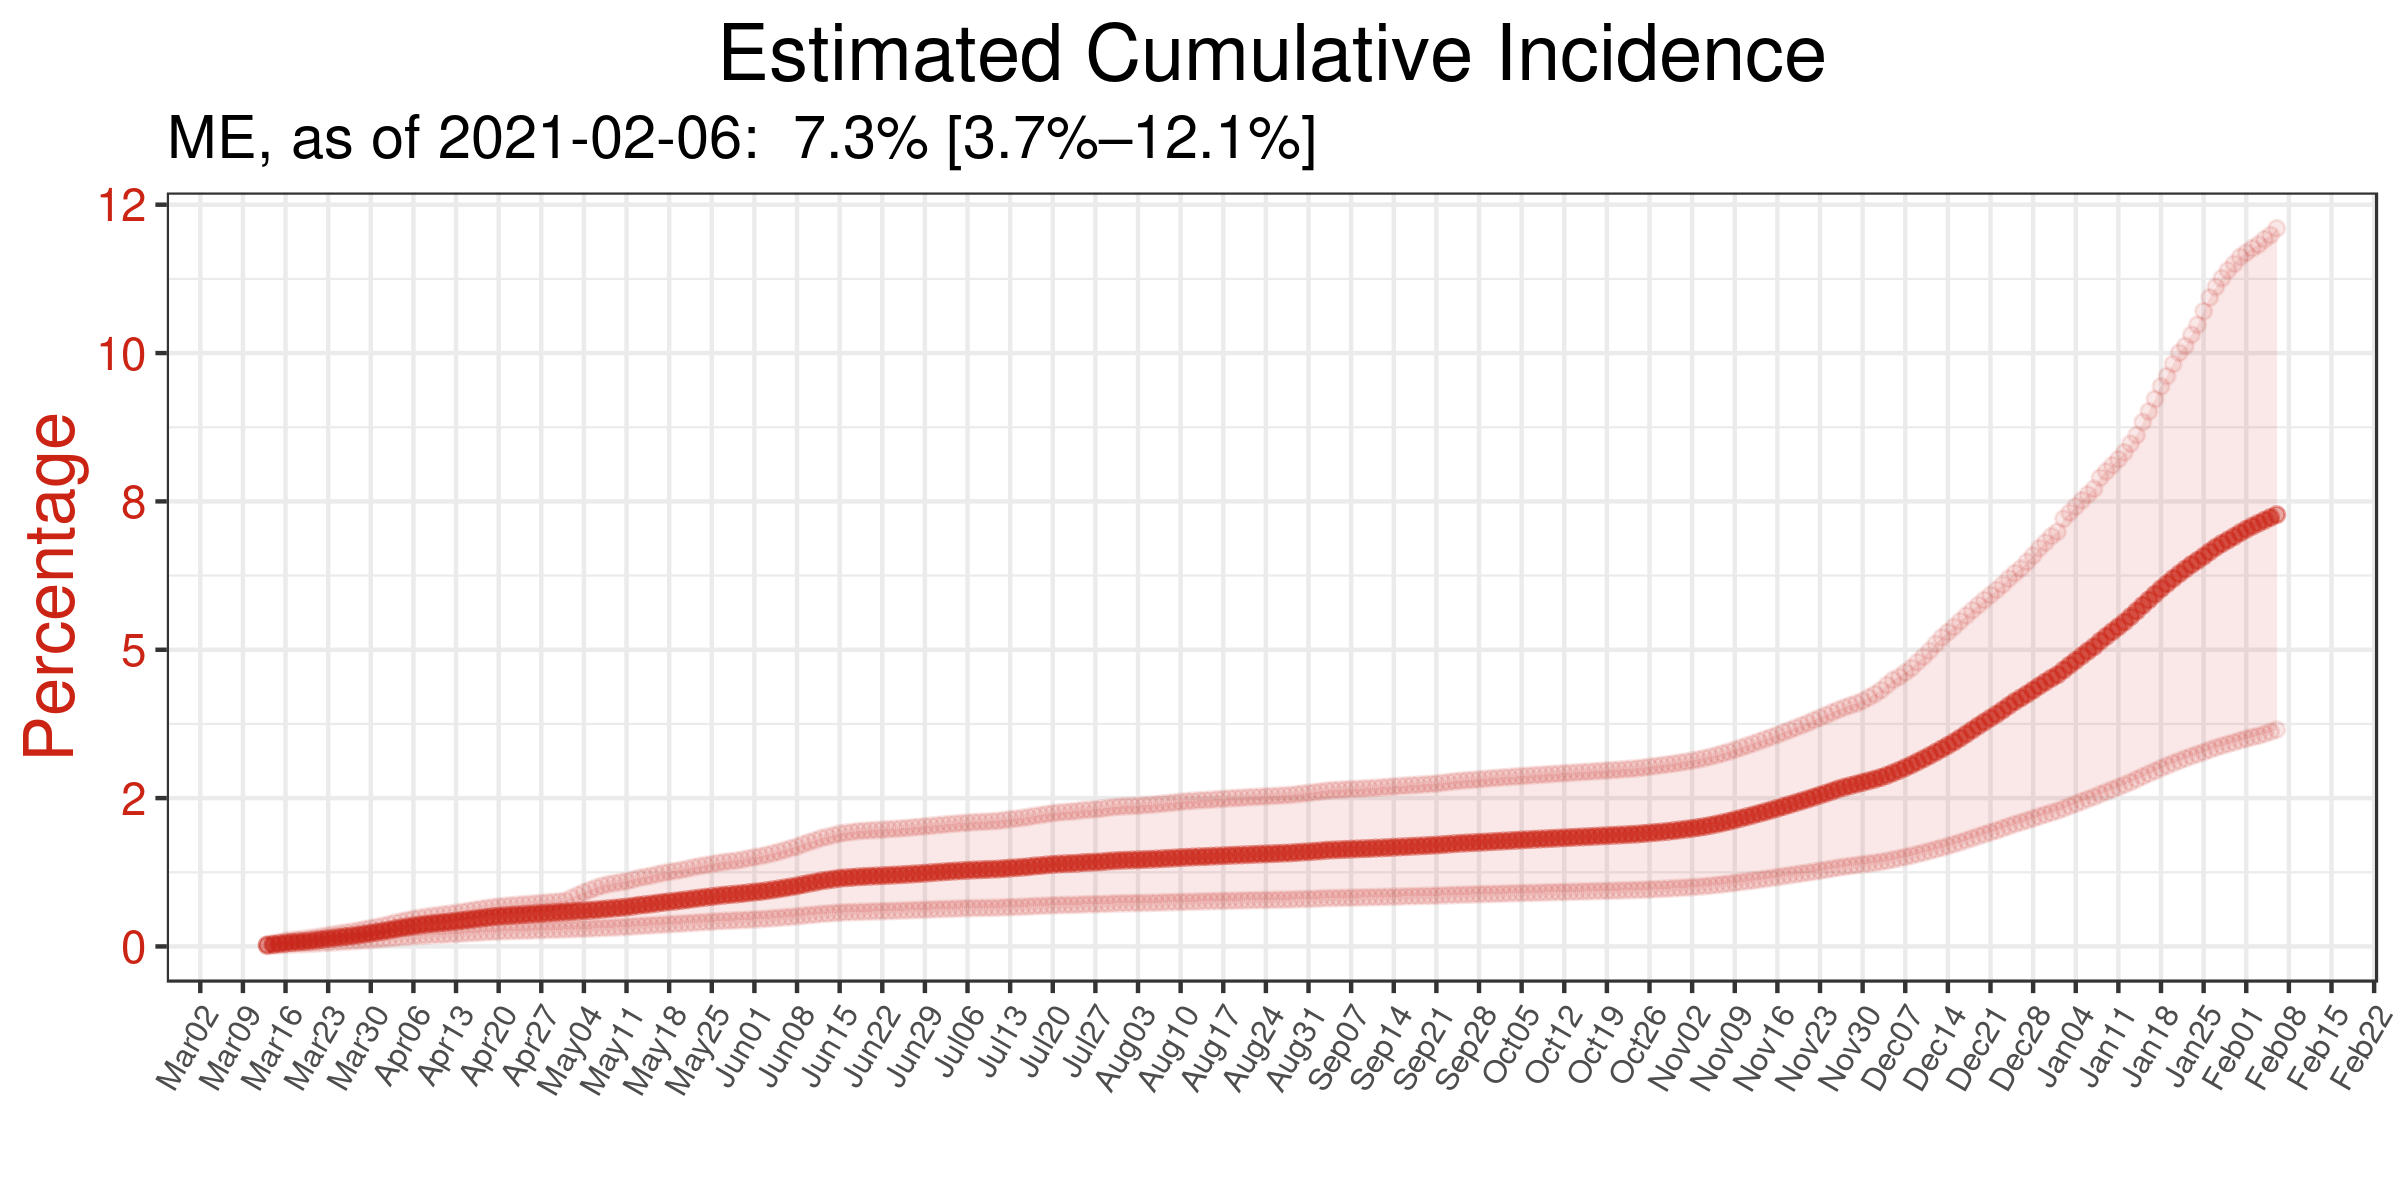 Estimated Cumulative Incidence
ME, as of 2021-02-06:  7.3% [3.7%–12.1%]
Percentage
12
10
8
5
2
0
Mar02
Mar09
Mar16
Mar23
Mar30
Apr06
Apr13
Apr20
Apr27
May04
May11
May18
May25
Jun01
Jun08
Jun15
Jun22
Jun29
Jul06
Jul13
Jul20
Jul27
Aug03
Aug10
Aug17
Aug24
Aug31
Sep07
Sep14
Sep21
Sep28
Oct05
Oct12
Oct19
Oct26
Nov02
Nov09
Nov16
Nov23
Nov30
Dec07
Dec14
Dec21
Dec28
Jan04
Jan11
Jan18
Jan25
Feb01
Feb08
Feb15
Feb22